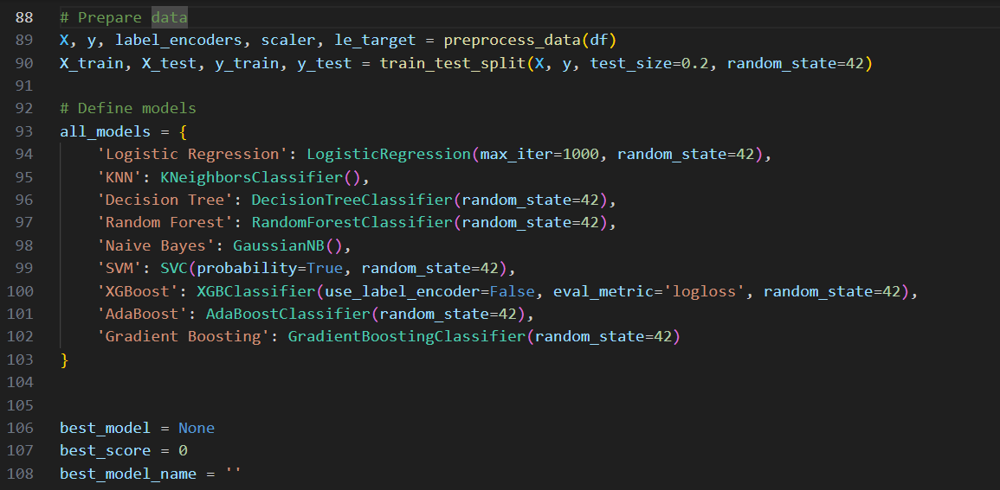 88 # Prepare data
89 X, y, label_encoders, scaler, le_target = preprocess_data(df)
90 X_train, X_test, y_train, y_test = train_test_split(X, y, test_size=0.2, random_state=42)
91
92 # Define models
93 all_models = {
94     'Logistic Regression': LogisticRegression(max_iter=1000, random_state=42),
95     'KNN': KNeighborsClassifier(),
96     'Decision Tree': DecisionTreeClassifier(random_state=42),
97     'Random Forest': RandomForestClassifier(random_state=42),
98     'Naive Bayes': GaussianNB(),
99     'SVM': SVC(probability=True, random_state=42),
100     'XGBoost': XGBClassifier(use_label_encoder=False, eval_metric='logloss', random_state=42),
101     'AdaBoost': AdaBoostClassifier(random_state=42),
102     'Gradient Boosting': GradientBoostingClassifier(random_state=42)
103 }
104
105
106 best_model = None
107 best_score = 0
108 best_model_name = ''